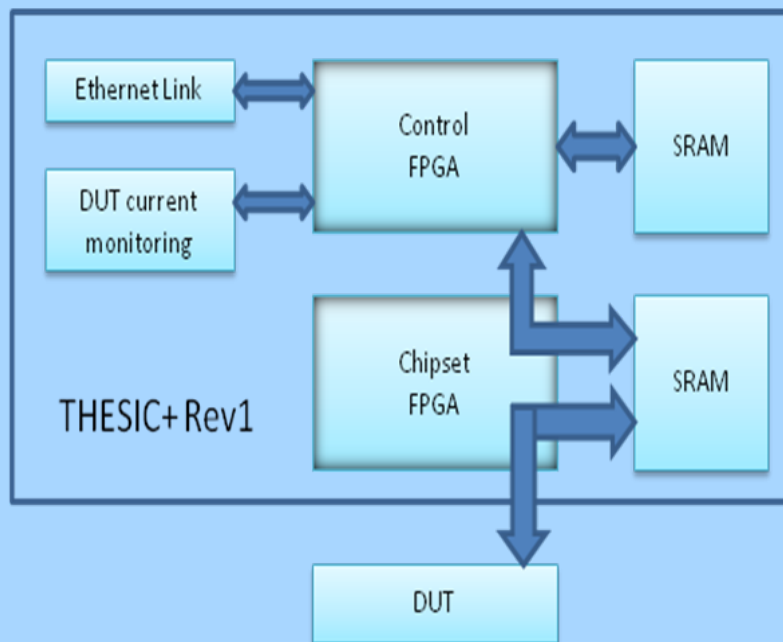 Ethernet Link
Control
FPGA
SRAM
DUT current
monitoring
Chipset
FPGA
SRAM
THESIC+ Rev1
DUT